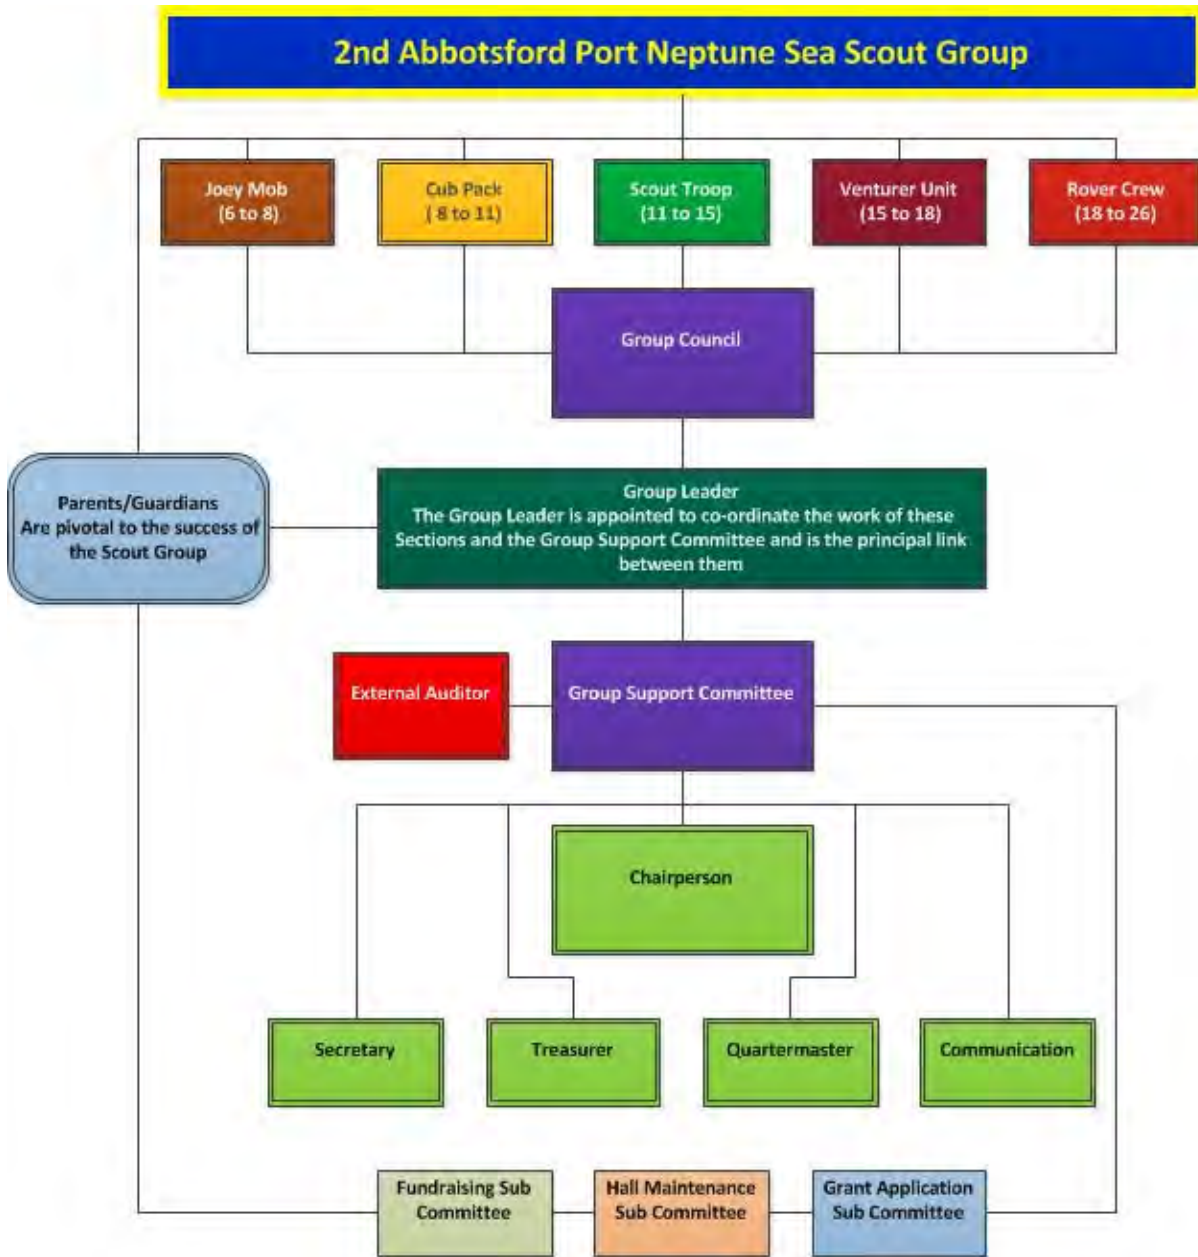 2nd Abbotsford Port Neptune Sea Scout Group
Joey Mob
(6 to 8)
Cub Pack
( 8 to 11)
Scout Troop
(11 to 15)
Venturer Unit
(15 to 18)
Rover Crew
(18 to 26)
Group Council
Parents/Guardians
Are pivotal to the success of
the Scout Group
Group Leader
The Group Leader is appointed to co-ordinate the work of these
Sections and the Group Support Committee and is the principal link
between them
External Auditor
Group Support Committee
Chairperson
Secretary
Treasurer
Quartermaster
Communication
Fundraising Sub
Committee
Hall Maintenance
Sub Committee
Grant Application
Sub Committee